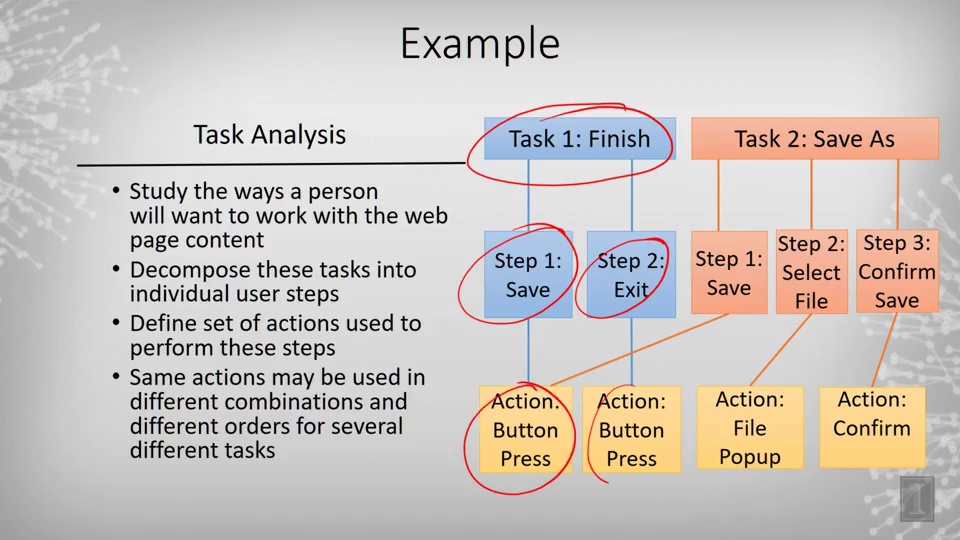 Example
Task Analysis
• Study the ways a person
will want to work with the web
page content
• Decompose these tasks into
individual user steps
• Define set of actions used to
perform these steps
• Same actions may be used in
different combinations and
different orders for several
different tasks
Task 1: Finish
Task 2: Save As
Step 1:
Save
Step 2:
Exit
Step 1:
Save
Step 2:
Select
File
Step 3:
Confirm
Save
Action:
Button
Press
Action:
Button
Press
Action:
File
Popup
Action:
Confirm